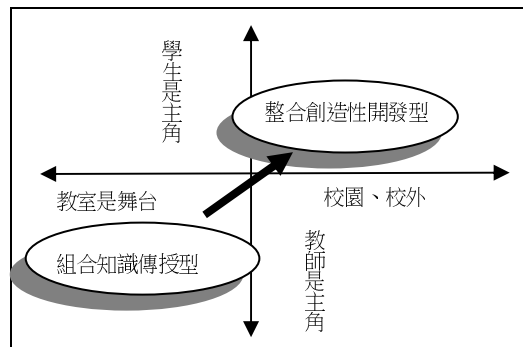 學生是主角
整合創造性開發型
教室是舞台
校園、校外
組合知識傳授型
教師是主角